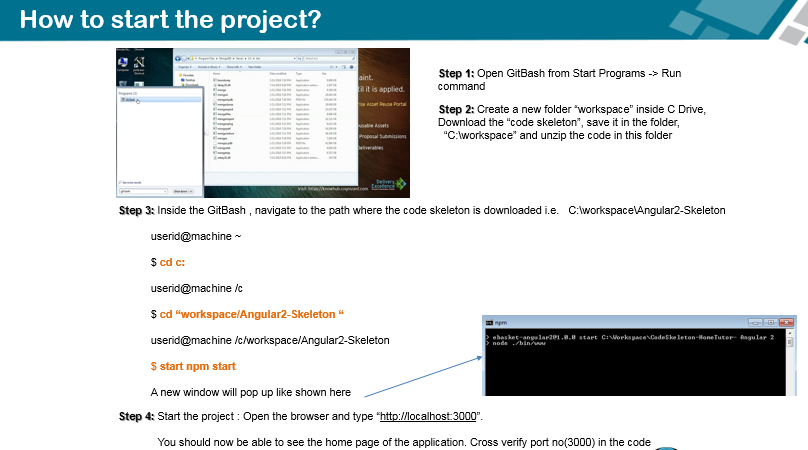 How to start the project?
Step 1: Open GitBash from Start Programs -> Run
command
Step 2: Create a new folder “workspace” inside C Drive,
Download the “code skeleton”, save it in the folder,
“C:\workspace” and unzip the code in this folder
aint.
til it is applied.
ise Asset Reuse Portal
usable Assets
Proposal Submissions
eliverables
Delivery
Excellence
Programs (1)
gitbash
Step 3: Inside the GitBash , navigate to the path where the code skeleton is downloaded i.e. C:\workspace\Angular2-Skeleton
userid@machine ~
$ cd c:
userid@machine /c
$ cd “workspace/Angular2-Skeleton “
userid@machine /c/workspace/Angular2-Skeleton
$ start npm start
A new window will pop up like shown here
npm
> ebasket-angular2@1.0.0 start C:\Workspace\CodeSkeleton-HomeTutor- Angular 2
> node ./bin/www
Step 4: Start the project : Open the browser and type “http://localhost:3000”.
You should now be able to see the home page of the application. Cross verify port no(3000) in the code